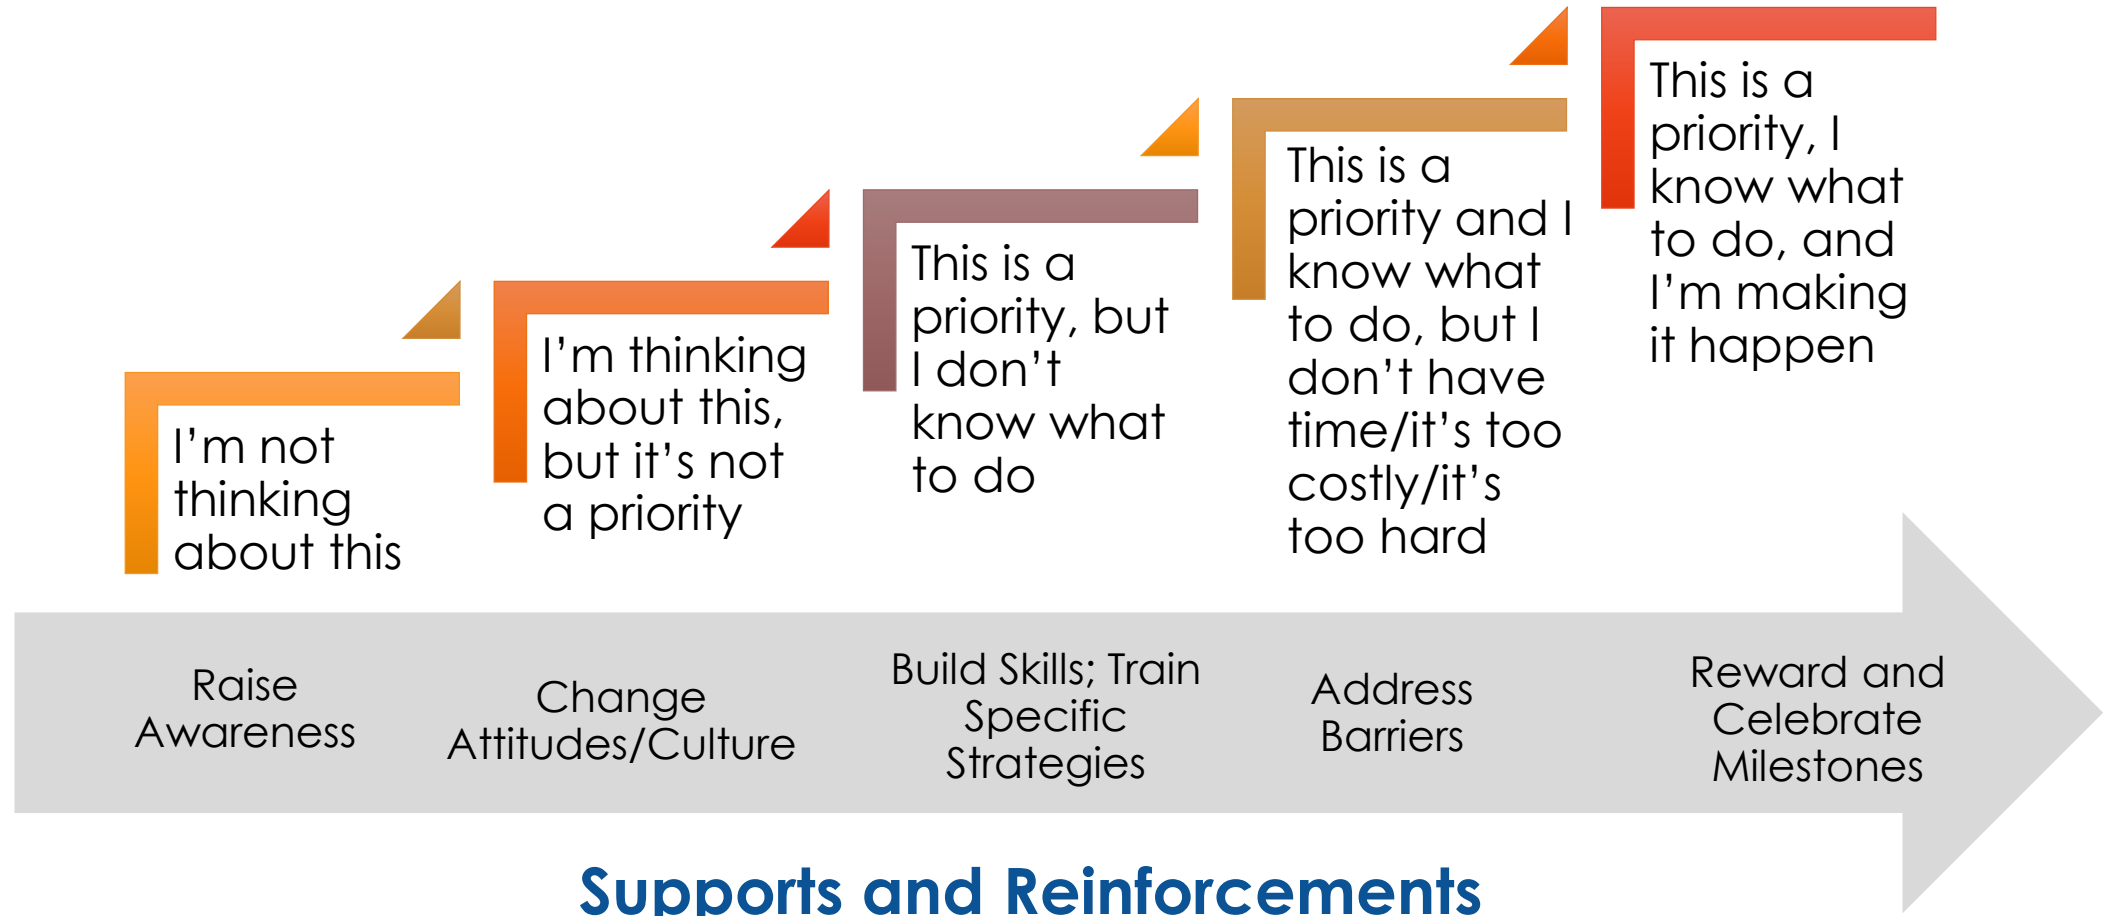 I'm not
thinking
about this
I'm thinking
about this,
but it's not
a priority
This is a
priority, but
I don't
know what
to do
This is a
priority and I
know what
to do, but I
don't have
time/it's too
costly/it's
too hard
This is a
priority, I
know what
to do, and
I'm making
it happen
Raise
Awareness
Change
Attitudes/Culture
Build Skills; Train
Specific
Strategies
Address
Barriers
Reward and
Celebrate
Milestones
Supports and Reinforcements